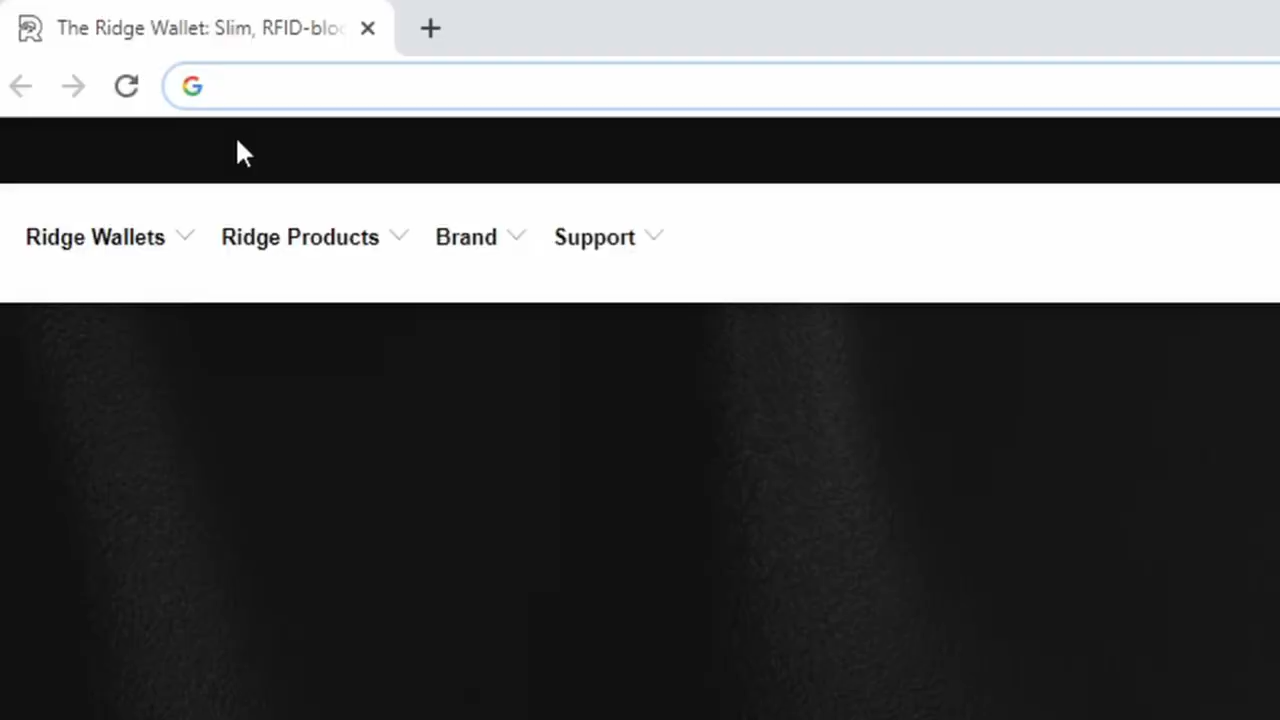 The Ridge Wallet: Slim, RFID-bloc
Ridge Wallets Ridge Products Brand Support